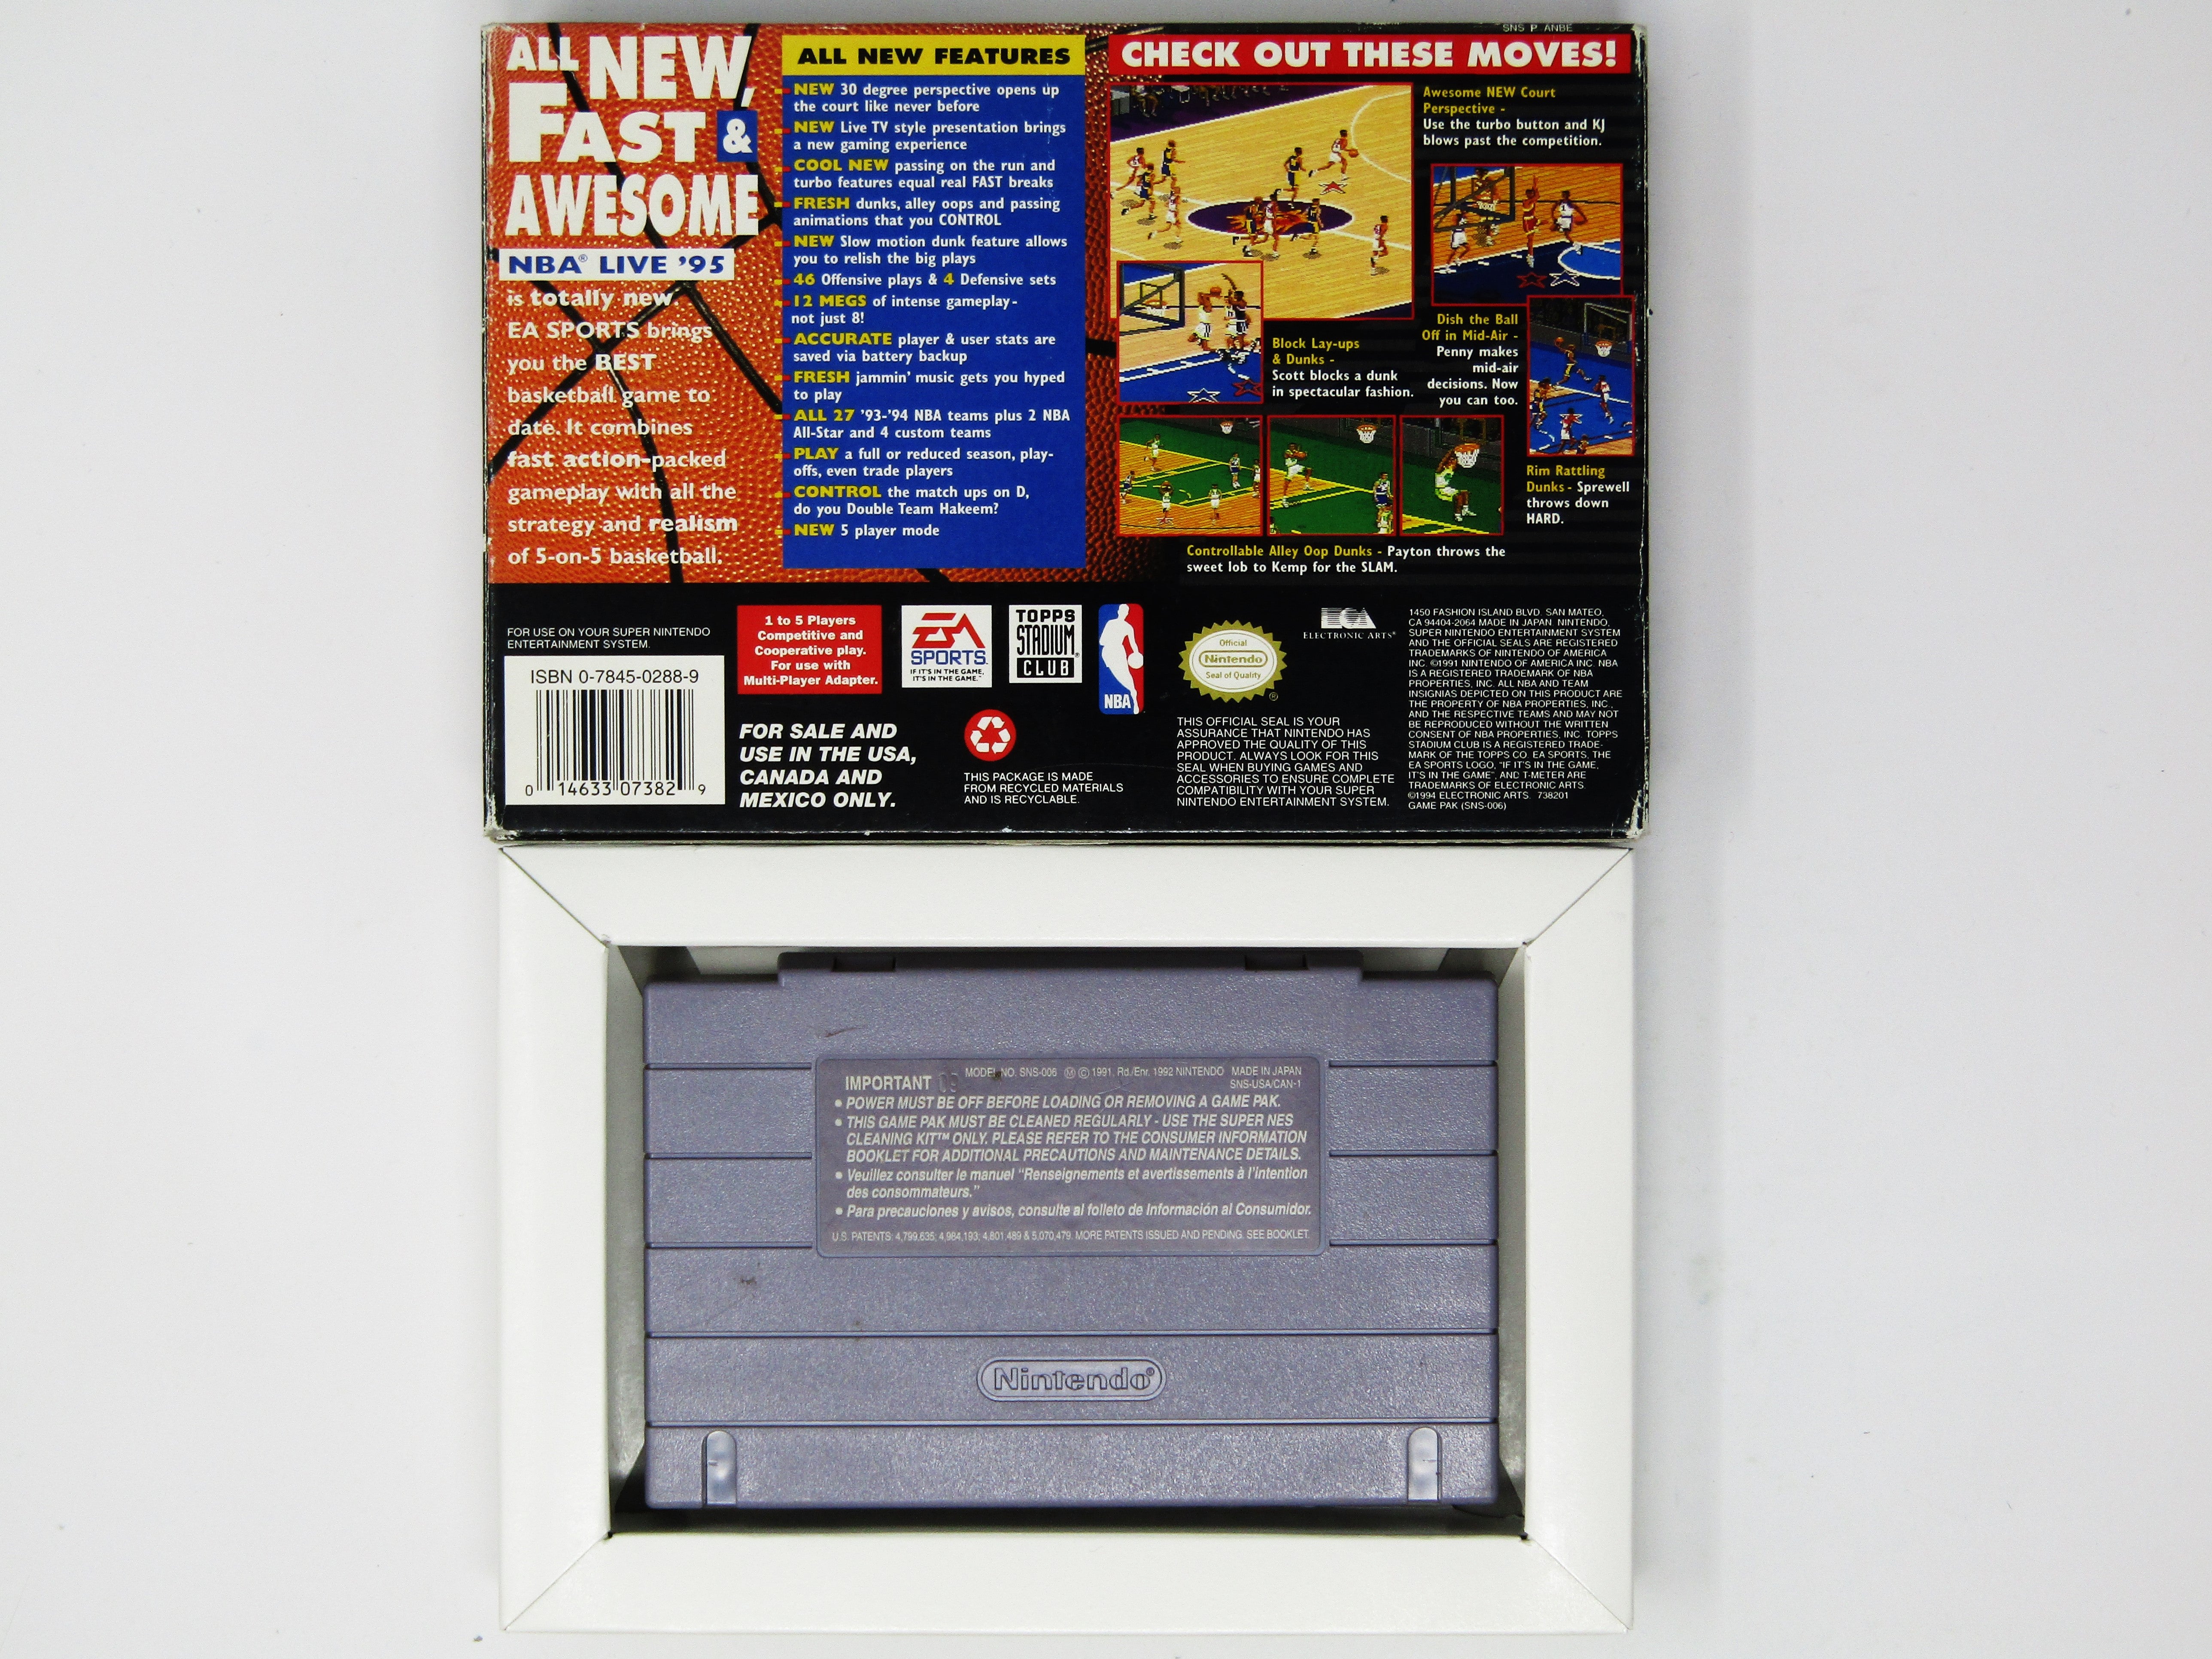 SNS P ANBE
ALL NEW,
FAST &
AWESOME
NBA® LIVE '95
is totally new
EA SPORTS brings
you the BEST
basketball game to
date. It combines
fast action-packed
gameplay with all the
strategy and realism
of 5-on-5 basketball.
ALL NEW FEATURES
NEW 30 degree perspective opens up
the court like never before
NEW Live TV style presentation brings
a new gaming experience
COOL NEW passing on the run and
turbo features equal real FAST breaks
FRESH dunks, alley oops and passing
animations that you CONTROL
NEW Slow motion dunk feature allows
you to relish the big plays
46 Offensive plays & 4 Defensive sets
12 MEGS of intense gameplay-
not just 8!
ACCURATE player & user stats are
saved via battery backup
FRESH jammin' music gets you hyped
to play
ALL 27 '93-'94 NBA teams plus 2 NBA
All-Star and 4 custom teams
PLAY a full or reduced season, play-
offs, even trade players
CONTROL the match ups on D,
do you Double Team Hakeem?
NEW 5 player mode
CHECK OUT THESE MOVES!
Awesome NEW Court
Perspective -
Use the turbo button and KJ
blows past the competition.
Block Lay-ups
& Dunks -
Scott blocks a dunk
in spectacular fashion.
Dish the Ball
Off in Mid-Air -
Penny makes
mid-air
decisions. Now
you can too.
Rim Rattling
Dunks - Sprewell
throws down
HARD.
Controllable Alley Oop Dunks - Payton throws the
sweet lob to Kemp for the SLAM.
FOR USE ON YOUR SUPER NINTENDO
ENTERTAINMENT SYSTEM.
ISBN 0-7845-0288-9
0 14633 07382 9
1 to 5 Players
Competitive and
Cooperative play.
For use with
Multi-Player Adapter.
EA
SPORTS™
IF IT'S IN THE GAME,
IT'S IN THE GAME.™
TOPPS
STADIUM®
CLUB
NBA
FOR SALE AND
USE IN THE USA,
CANADA AND
MEXICO ONLY.
THIS PACKAGE IS MADE
FROM RECYCLED MATERIALS
AND IS RECYCLABLE.
Official
Nintendo
Seal of Quality
®
THIS OFFICIAL SEAL IS YOUR
ASSURANCE THAT NINTENDO HAS
APPROVED THE QUALITY OF THIS
PRODUCT. ALWAYS LOOK FOR THIS
SEAL WHEN BUYING GAMES AND
ACCESSORIES TO ENSURE COMPLETE
COMPATIBILITY WITH YOUR SUPER
NINTENDO ENTERTAINMENT SYSTEM.
EA
ELECTRONIC ARTS®
1450 FASHION ISLAND BLVD. SAN MATEO,
CA 94404-2064 MADE IN JAPAN NINTENDO,
SUPER NINTENDO ENTERTAINMENT SYSTEM
AND THE OFFICIAL SEALS ARE REGISTERED
TRADEMARKS OF NINTENDO OF AMERICA
INC. ©1991 NINTENDO OF AMERICA INC. NBA
IS A REGISTERED TRADEMARK OF NBA
PROPERTIES, INC. ALL NBA AND TEAM
INSIGNIAS DEPICTED ON THIS PRODUCT ARE
THE PROPERTY OF NBA PROPERTIES, INC.,
AND THE RESPECTIVE TEAMS AND MAY NOT
BE REPRODUCED WITHOUT THE WRITTEN
CONSENT OF NBA PROPERTIES, INC. TOPPS
STADIUM CLUB IS A REGISTERED TRADE-
MARK OF THE TOPPS CO. EA SPORTS, THE
EA SPORTS LOGO, "IF IT'S IN THE GAME,
IT'S IN THE GAME", AND T-METER ARE
TRADEMARKS OF ELECTRONIC ARTS.
©1994 ELECTRONIC ARTS. 738201
GAME PAK (SNS-006)
MODEL NO. SNS-006 Ⓜ © 1991, Rd./Enr. 1992 NINTENDO MADE IN JAPAN
IMPORTANT
SNS-USA/CAN-1
• POWER MUST BE OFF BEFORE LOADING OR REMOVING A GAME PAK.
• THIS GAME PAK MUST BE CLEANED REGULARLY - USE THE SUPER NES
CLEANING KIT™ ONLY. PLEASE REFER TO THE CONSUMER INFORMATION
BOOKLET FOR ADDITIONAL PRECAUTIONS AND MAINTENANCE DETAILS.
• Veuillez consulter le manuel "Renseignements et avertissements à l'intention
des consommateurs."
• Para precauciones y avisos, consulte al folleto de Información al Consumidor.
U.S. PATENTS: 4,799,635; 4,984,193; 4,801,489 & 5,070,479. MORE PATENTS ISSUED AND PENDING. SEE BOOKLET.
Nintendo®